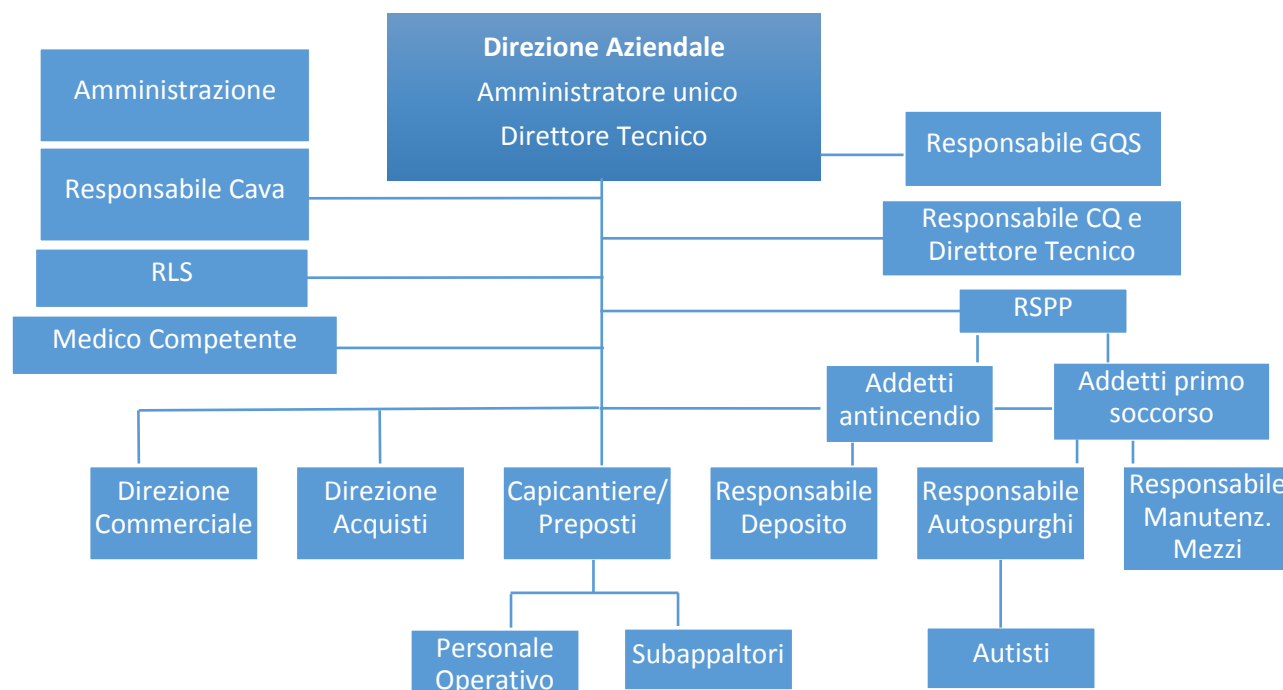 Direzione Aziendale
Amministratore unico
Direttore Tecnico
Amministrazione
Responsabile GQS
Responsabile Cava
Responsabile CQ e
Direttore Tecnico
RLS
RSPP
Medico Competente
Addetti
antincendio
Addetti primo
soccorso
Direzione
Commerciale
Direzione
Acquisti
Capicantiere/
Preposti
Responsabile
Deposito
Responsabile
Autospurghi
Responsabile
Manutenz.
Mezzi
Personale
Operativo
Subappaltori
Autisti